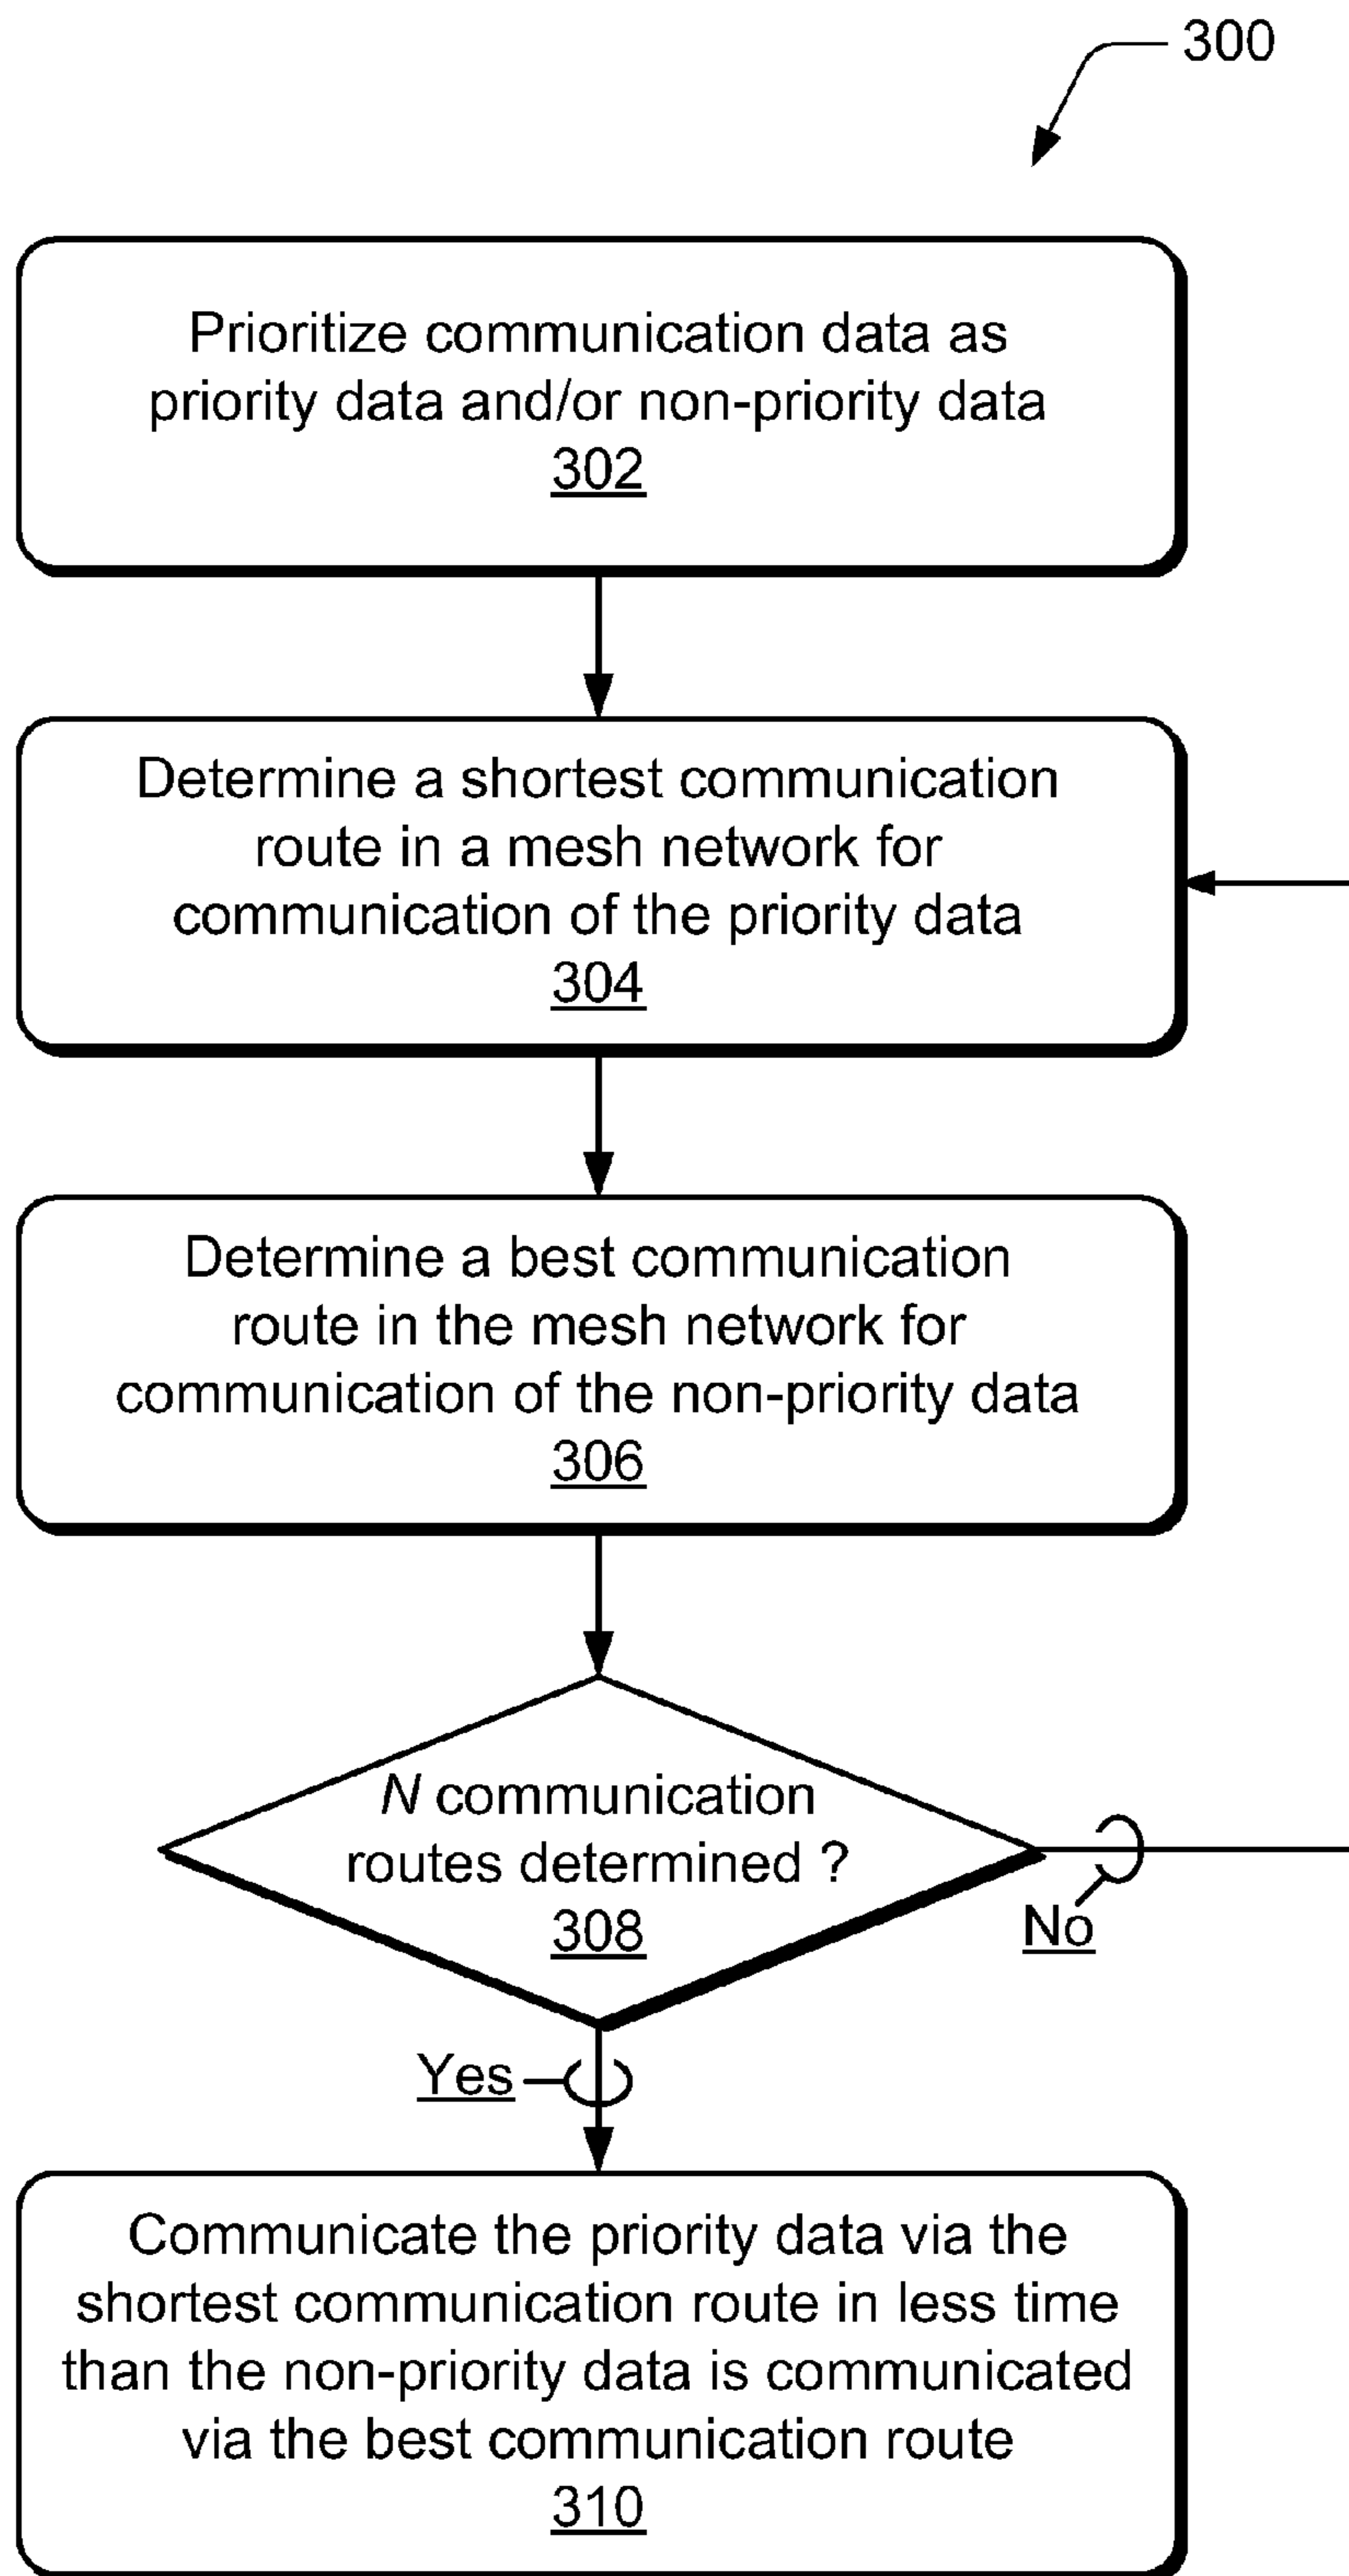 300
Prioritize communication data as
priority data and/or non-priority data
302
Determine a shortest communication
route in a mesh network for
communication of the priority data
304
Determine a best communication
route in the mesh network for
communication of the non-priority data
306
N communication
routes determined ?
308
No
Yes
Communicate the priority data via the
shortest communication route in less time
than the non-priority data is communicated
via the best communication route
310